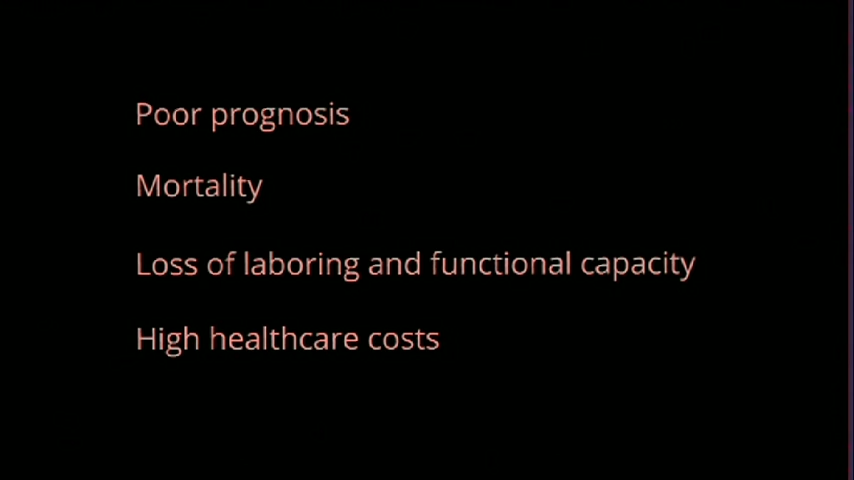 Poor prognosis
Mortality
Loss of laboring and functional capacity
High healthcare costs